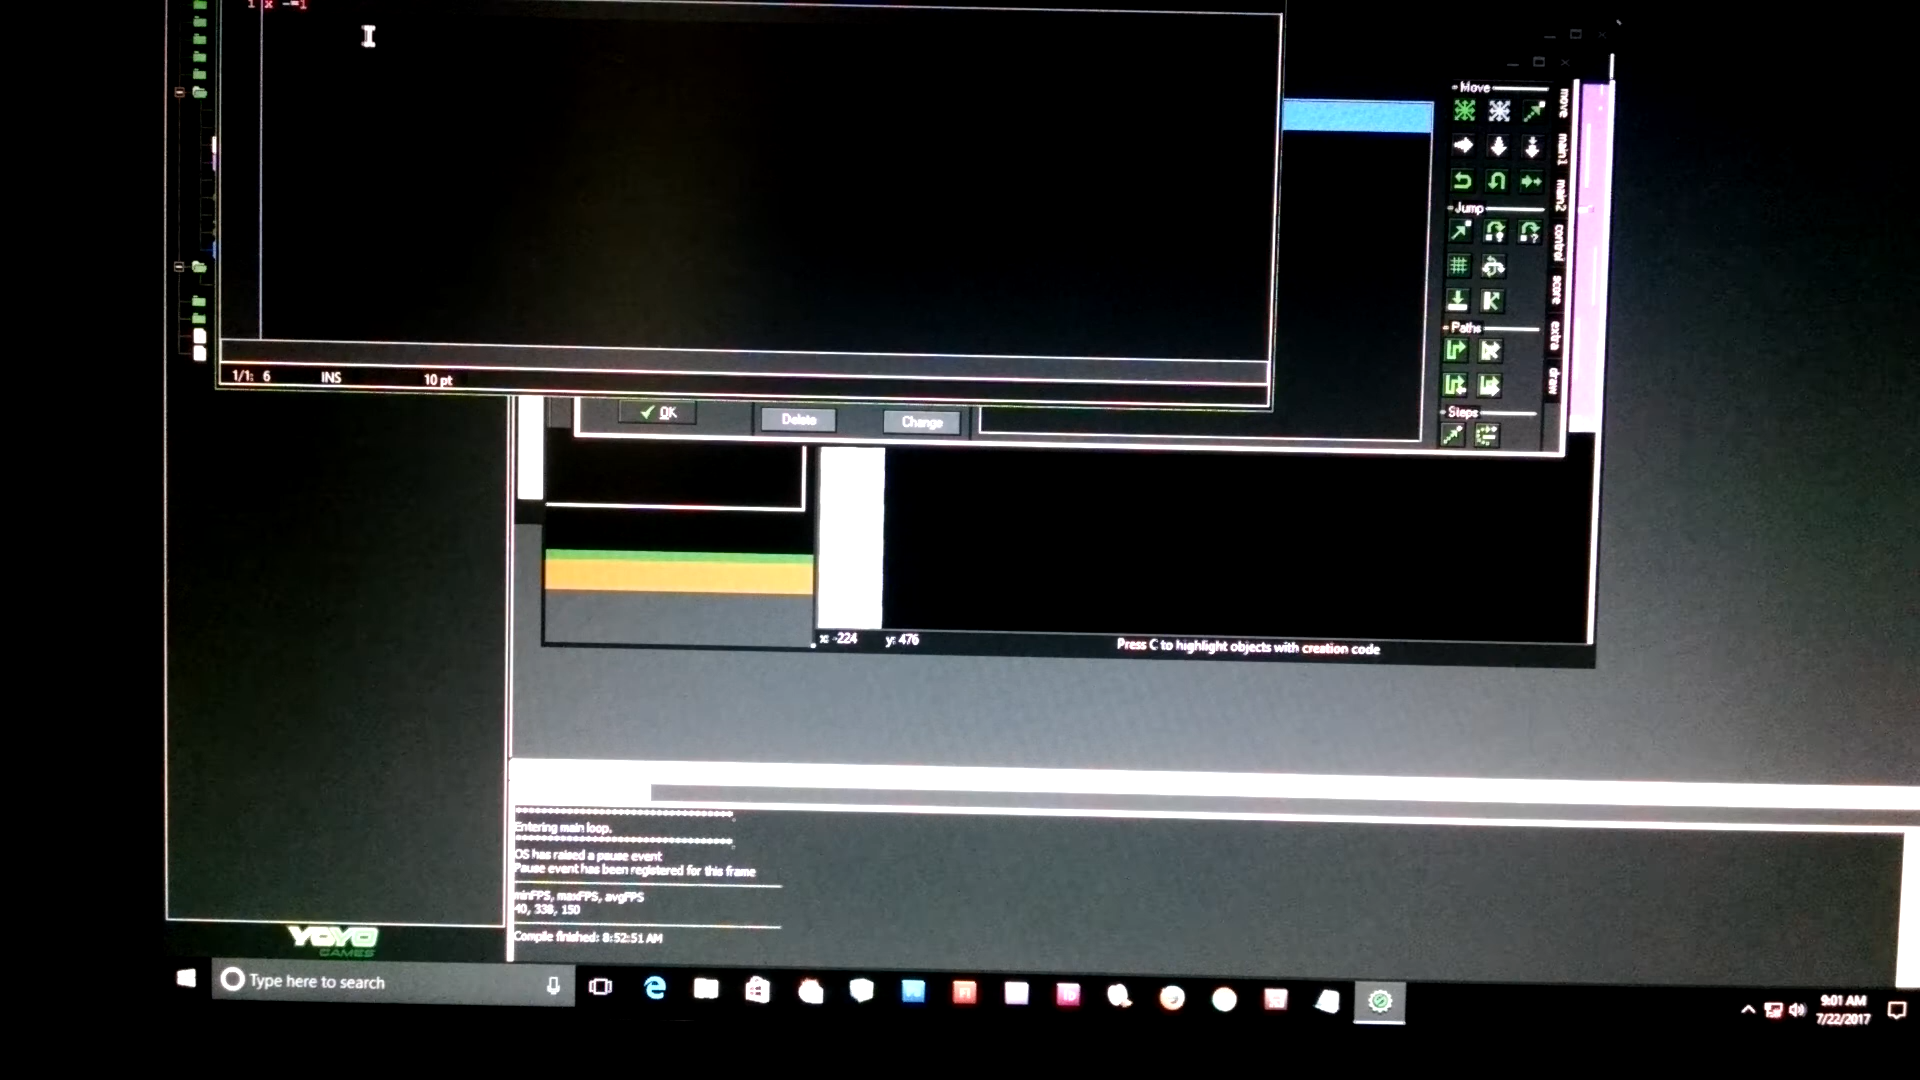 1 x -=1
Move
move
main1
main2
control
score
extra
draw
Jump
Paths
Steps
1/1: 6 INS 10 pt
OK Delete Change
x: -224 y: 476 Press C to highlight objects with creation code
Entering main loop.
OS has raised a pause event
Pause event has been registered for this frame
minFPS, maxFPS, avgFPS
40, 338, 150
Compile finished: 8:52:51 AM
YOYO
GAMES
Type here to search
9:01 AM
7/22/2017